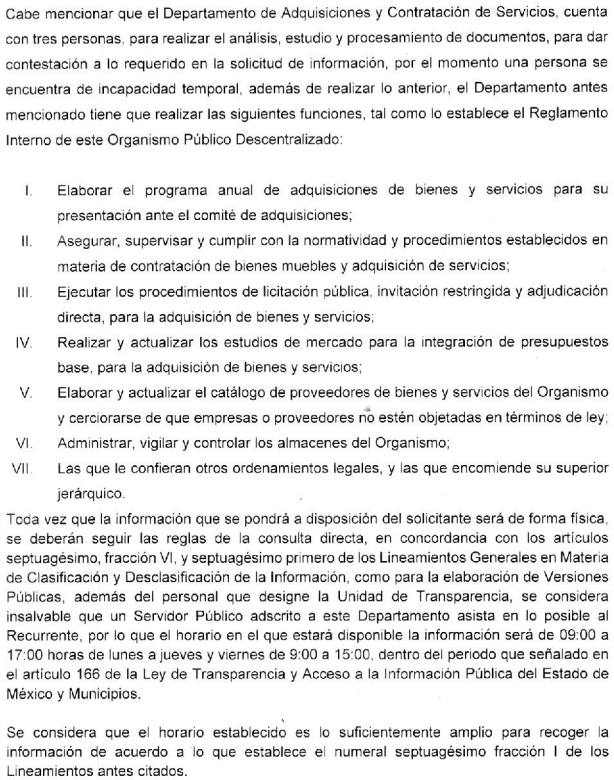 Cabe mencionar que el Departamento de Adquisiciones y Contratación de Servicios, cuenta
con tres personas, para realizar el análisis, estudio y procesamiento de documentos, para dar
contestación a lo requerido en la solicitud de información, por el momento una persona se
encuentra de incapacidad temporal, además de realizar lo anterior, el Departamento antes
mencionado tiene que realizar las siguientes funciones, tal como lo establece el Reglamento
Interno de este Organismo Público Descentralizado:
I. Elaborar el programa anual de adquisiciones de bienes y servicios para su
presentación ante el comité de adquisiciones;
II. Asegurar, supervisar y cumplir con la normatividad y procedimientos establecidos en
materia de contratación de bienes muebles y adquisición de servicios;
III. Ejecutar los procedimientos de licitación pública, invitación restringida y adjudicación
directa, para la adquisición de bienes y servicios;
IV. Realizar y actualizar los estudios de mercado para la integración de presupuestos
base, para la adquisición de bienes y servicios;
V. Elaborar y actualizar el catálogo de proveedores de bienes y servicios del Organismo
y cerciorarse de que empresas o proveedores no estén objetadas en términos de ley;
VI. Administrar, vigilar y controlar los almacenes del Organismo;
VII. Las que le confieran otros ordenamientos legales, y las que encomiende su superior
jerárquico.
Toda vez que la información que se pondrá a disposición del solicitante será de forma física,
se deberán seguir las reglas de la consulta directa, en concordancia con los artículos
septuagésimo, fracción VI, y septuagésimo primero de los Lineamientos Generales en Materia
de Clasificación y Desclasificación de la Información, como para la elaboración de Versiones
Públicas, además del personal que designe la Unidad de Transparencia, se considera
insalvable que un Servidor Público adscrito a este Departamento asista en lo posible al
Recurrente, por lo que el horario en el que estará disponible la información será de 09:00 a
17:00 horas de lunes a jueves y viernes de 9:00 a 15:00, dentro del periodo que señalado en
el artículo 166 de la Ley de Transparencia y Acceso a la Información Pública del Estado de
México y Municipios.
Se considera que el horario establecido es lo suficientemente amplio para recoger la
información de acuerdo a lo que establece el numeral septuagésimo fracción I de los
Lineamientos antes citados.